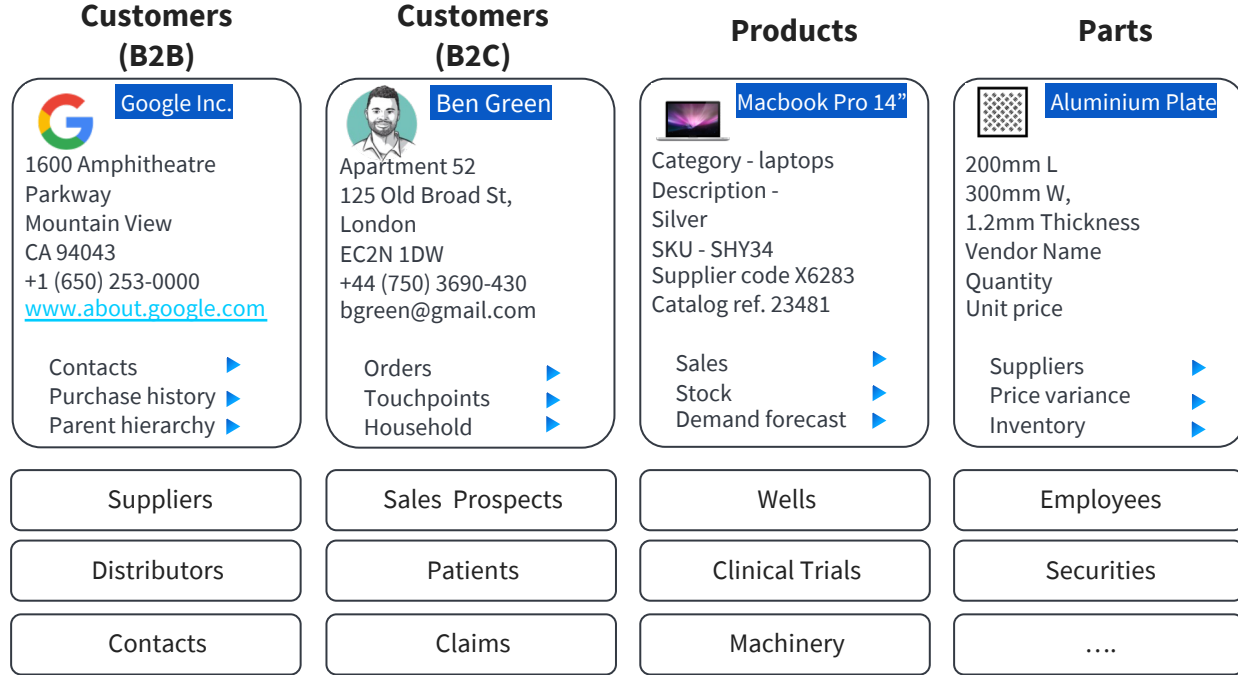 Customers
(B2B)
Google Inc.
1600 Amphitheatre
Parkway
Mountain View
CA 94043
+1 (650) 253-0000
www.about.google.com
Contacts
Purchase history
Parent hierarchy
Customers
(B2C)
Ben Green
Apartment 52
125 Old Broad St,
London
EC2N 1DW
+44 (750) 3690-430
bgreen@gmail.com
Orders
Touchpoints
Household
Products
Macbook Pro 14”
Category - laptops
Description -
Silver
SKU - SHY34
Supplier code X6283
Catalog ref. 23481
Sales
Stock
Demand forecast
Parts
Aluminium Plate
200mm L
300mm W,
1.2mm Thickness
Vendor Name
Quantity
Unit price
Suppliers
Price variance
Inventory
Suppliers
Sales Prospects
Wells
Employees
Distributors
Patients
Clinical Trials
Securities
Contacts
Claims
Machinery
....